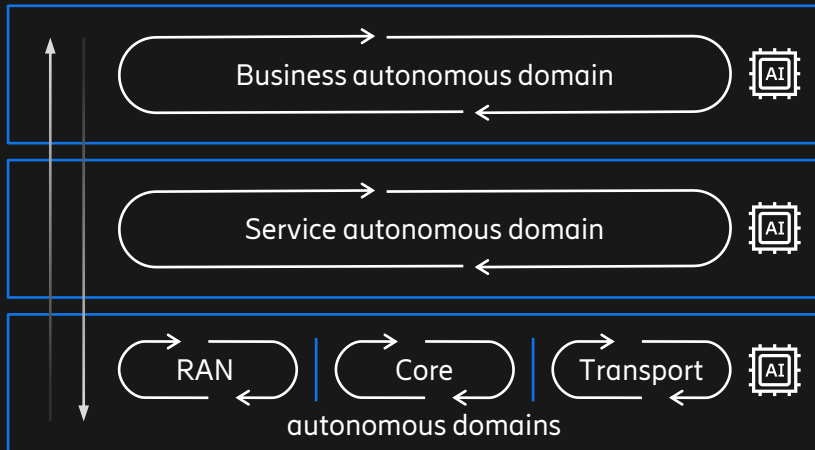 Business autonomous domain
AI
Service autonomous domain
AI
RAN
Core
Transport
AI
autonomous domains